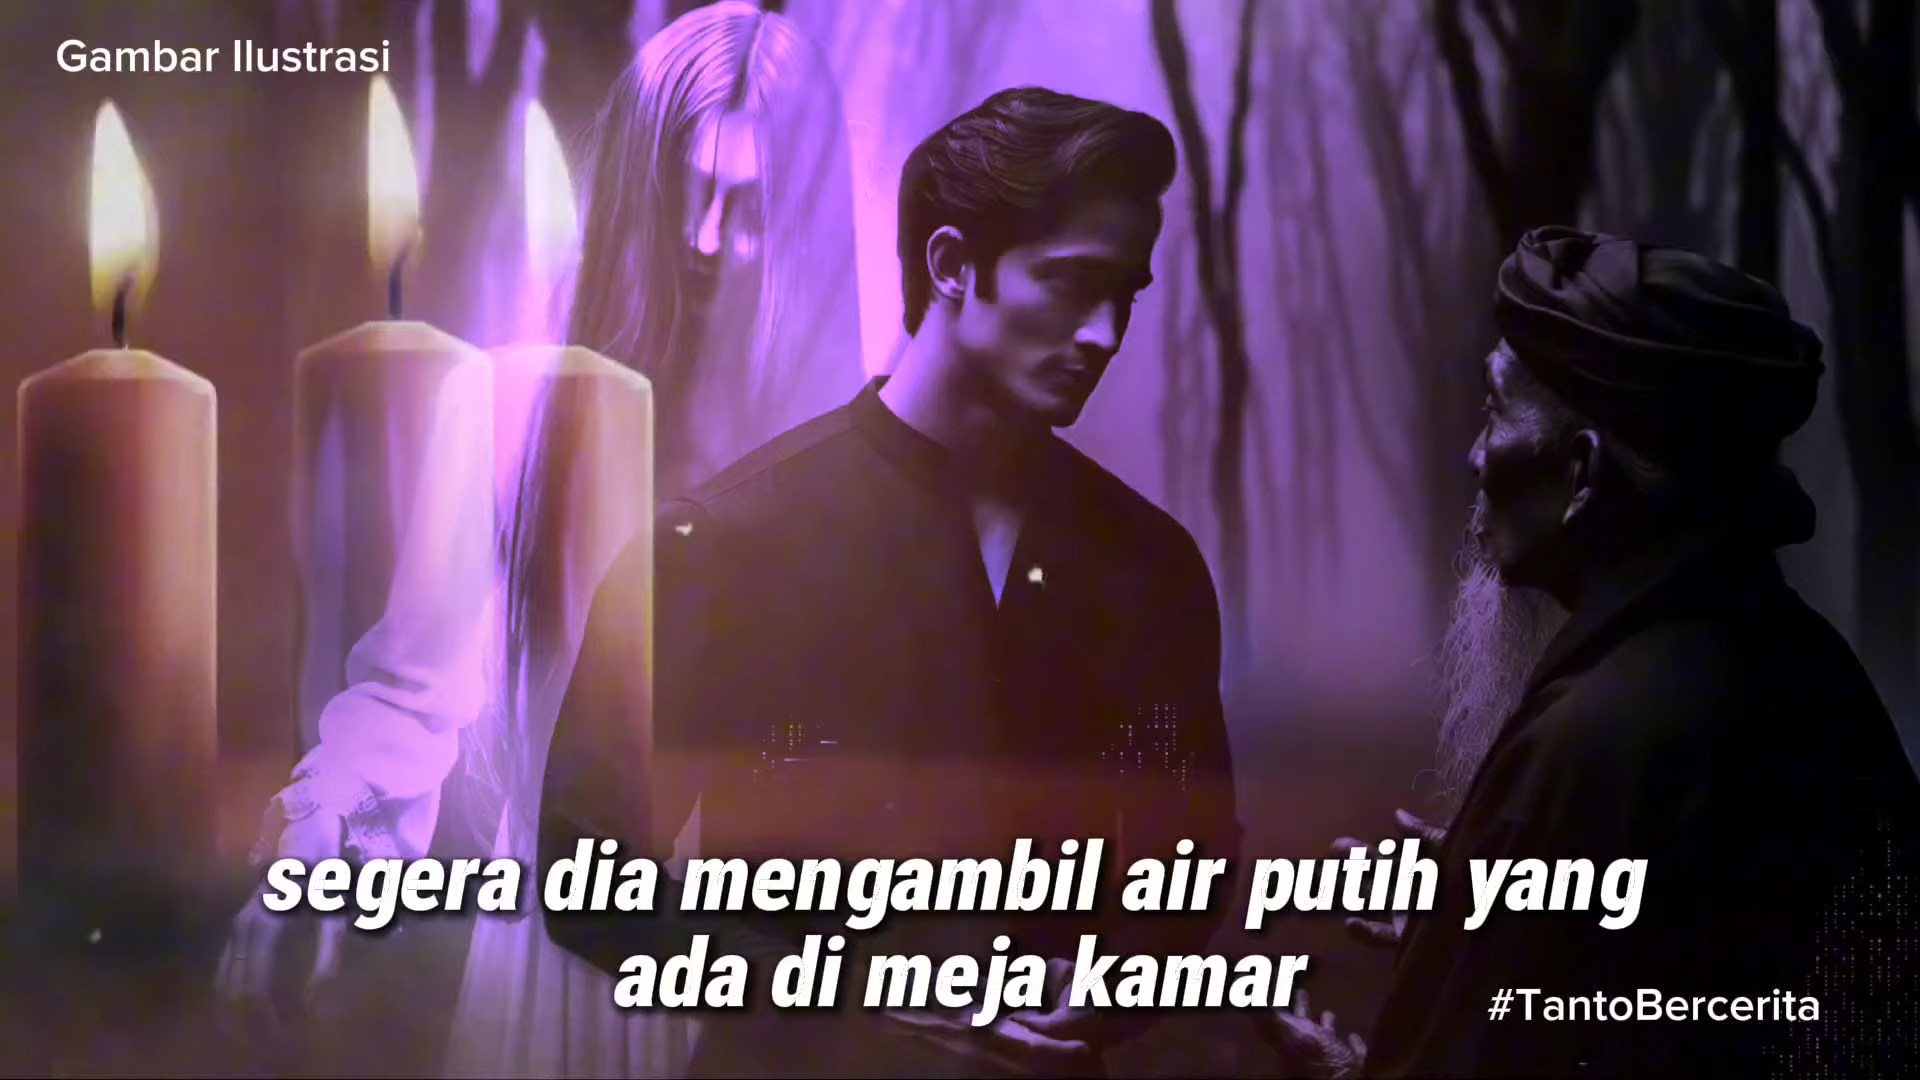 Gambar Ilustrasi
segera dia mengambil air putih yang
ada di meja kamar
#TantoBercerita